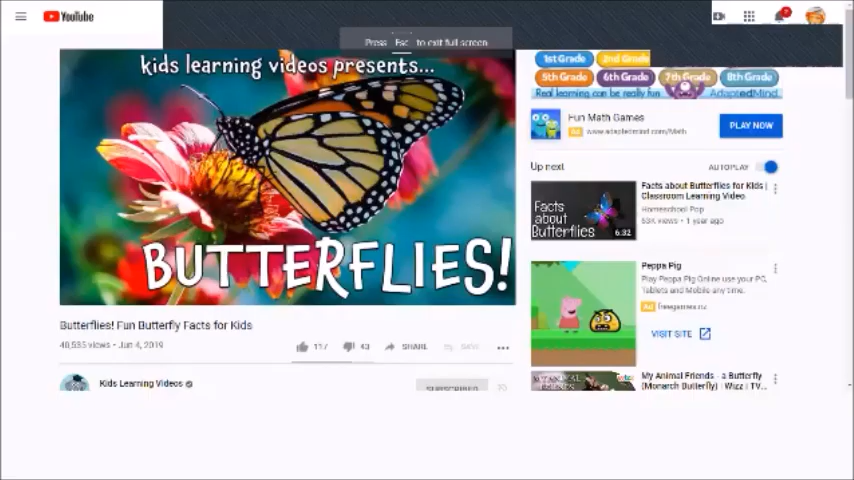 YouTube
Press Esc to exit full screen
kids learning videos presents...
BUTTERFLIES!
Butterflies! Fun Butterfly Facts for Kids
40,535 views • Jun 4, 2019
117
43
SHARE
SAVE
Kids Learning Videos
SUBSCRIBED
1st Grade
2nd Grade
5th Grade
6th Grade
7th Grade
8th Grade
Real learning can be really fun
AdaptedMind
Fun Math Games
Ad www.adaptedmind.com/Math
PLAY NOW
Up next
AUTOPLAY
Facts about Butterflies
6:32
Facts about Butterflies for Kids |
Classroom Learning Video
Homeschool Pop
63K views • 1 year ago
Peppa Pig
Play Peppa Pig Online use your PC,
Tablets and Mobile any time.
Ad freegames.nz
VISIT SITE
My Animal Friends - a Butterfly
(Monarch Butterfly) | Wizz | TV...